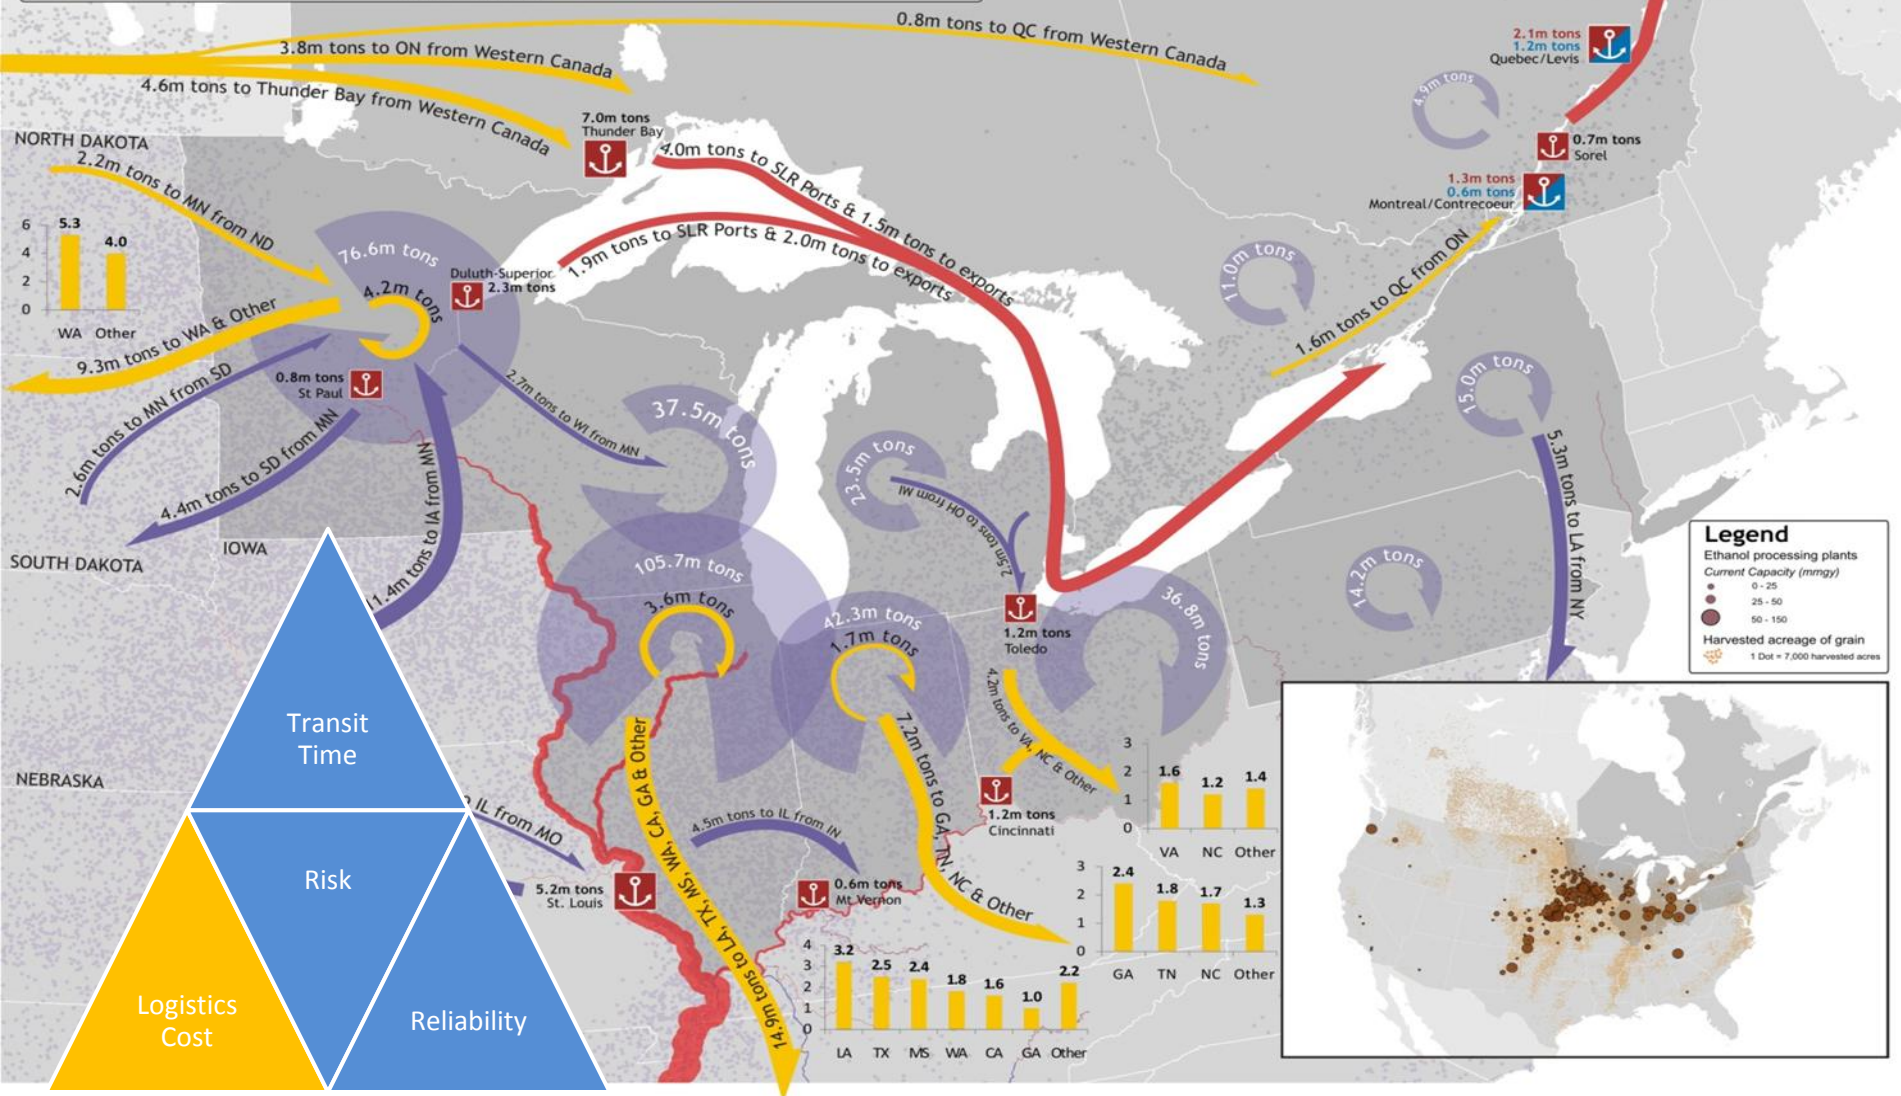 0.8m tons to QC from Western Canada
3.8m tons to ON from Western Canada
4.6m tons to Thunder Bay from Western Canada
2.1m tons
1.2m tons
Quebec/Levis
4.9m tons
7.0m tons
Thunder Bay
0.7m tons
Sorel
1.3m tons
0.6m tons
Montreal/Contrecoeur
NORTH DAKOTA
2.2m tons to MN from ND
4.0m tons to SLR Ports & 1.5m tons to exports
1.9m tons to SLR Ports & 2.0m tons to exports
6
4
2
0
5.3
4.0
WA
Other
76.6m tons
4.2m tons
Duluth-Superior
2.3m tons
11.0m tons
1.6m tons to QC from ON
9.3m tons to WA & Other
2.6m tons to MN from SD
0.8m tons
St Paul
4.4m tons to SD from MN
2.7m tons to WI from MN
37.5m tons
15.0m tons
23.5m tons
2.5m tons to OH from MI
5.3m tons to LA from NY
11.4m tons to IA from MN
SOUTH DAKOTA
IOWA
105.7m tons
3.6m tons
42.3m tons
1.7m tons
36.8m tons
14.2m tons
1.2m tons
Toledo
Legend
Ethanol processing plants
Current Capacity (mmgy)
0 - 25
25 - 50
50 - 150
Harvested acreage of grain
1 Dot = 7,000 harvested acres
4.2m tons to VA, NC & Other
3
2
1
0
1.6
1.2
1.4
VA
NC
Other
NEBRASKA
Transit
Time
Risk
Logistics
Cost
Reliability
IL from MO
5.2m tons
St. Louis
14.9m tons to LA, TX, MS, WA, CA, GA & Other
4.5m tons to IL from IN
0.6m tons
Mt Vernon
7.2m tons to GA, TN, NC & Other
1.2m tons
Cincinnati
3
2
1
0
2.4
1.8
1.7
1.3
GA
TN
NC
Other
4
3
2
1
0
3.2
2.5
2.4
1.8
1.6
1.0
2.2
LA
TX
MS
WA
CA
GA
Other